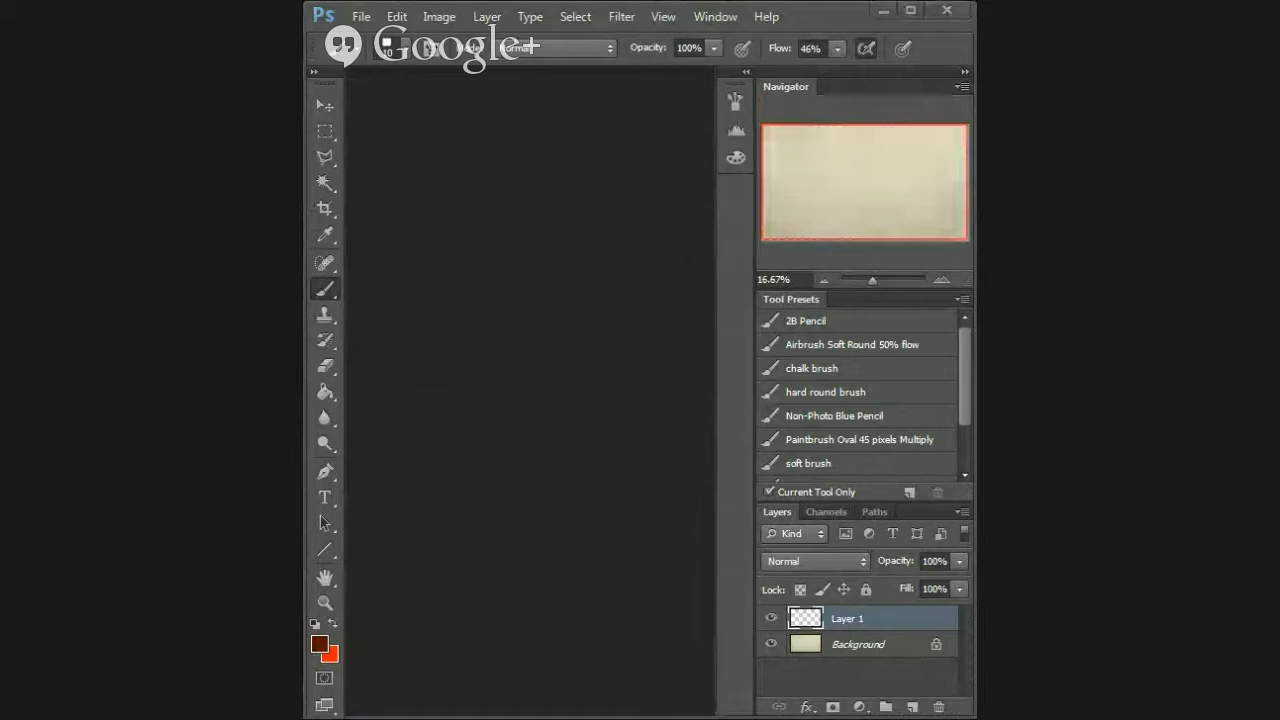 Ps File Edit Image Layer Type Select Filter View Window Help
Google+
Opacity: 100% Flow: 46%
Navigator
16.67%
Tool Presets
2B Pencil
Airbrush Soft Round 50% flow
chalk brush
hard round brush
Non-Photo Blue Pencil
Paintbrush Oval 45 pixels Multiply
soft brush
Current Tool Only
Layers Channels Paths
Kind
Normal Opacity: 100%
Lock: Fill: 100%
Layer 1
Background
fx